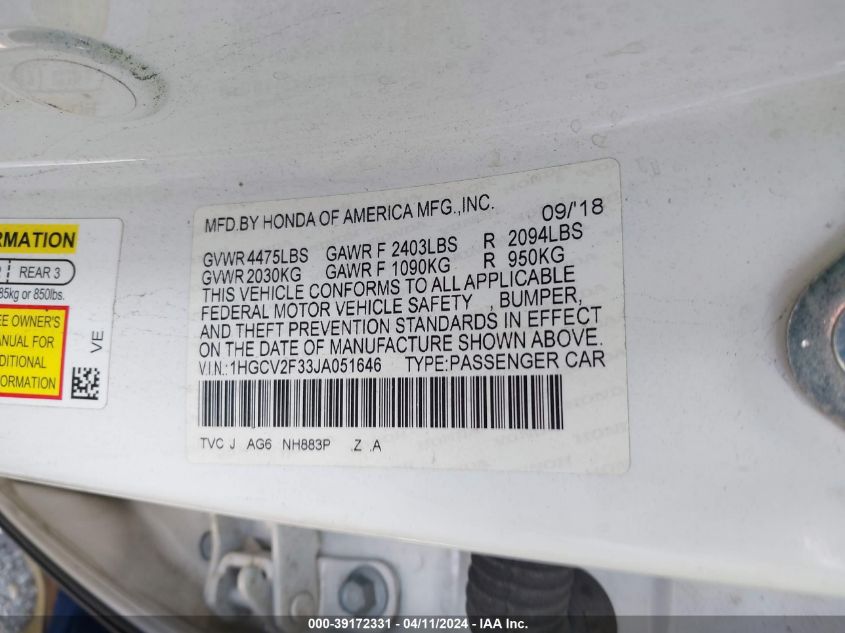 MFD.BY HONDA OF AMERICA MFG.,INC. 09/'18
GVWR 4475LBS GAWR F 2403LBS R 2094LBS
GVWR 2030KG GAWR F 1090KG R 950KG
THIS VEHICLE CONFORMS TO ALL APPLICABLE
FEDERAL MOTOR VEHICLE SAFETY , BUMPER,
AND THEFT PREVENTION STANDARDS IN EFFECT
ON THE DATE OF MANUFACTURE SHOWN ABOVE.
V.I.N.: 1HGCV2F33JA051646 TYPE:PASSENGER CAR
TVC J AG6 NH883P .Z .A
RMATION
REAR 3
85kg or 850lbs.
EE OWNER'S
ANUAL FOR
DITIONAL
FORMATION
VE
000-39172331 - 04/11/2024 - IAA Inc.